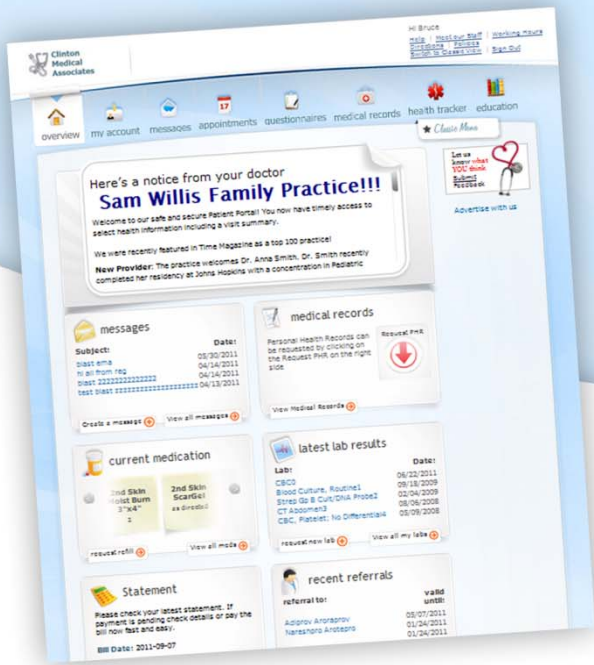 Clinton
Medical
Associates
Hi Bruce
Help | Meet our Staff | Working Hours
Directions | Policies
Switch to Classic View | Sign Out
overview
my account
messages
appointments
questionnaires
medical records
health tracker
education
17
Classic Menu
Here's a notice from your doctor
Sam Willis Family Practice!!!
Welcome to our safe and secure Patient Portal! You now have timely access to
select health information including a visit summary.
We were recently featured in Time Magazine as a top 100 practice!
New Provider: The practice welcomes Dr. Anna Smith. Dr. Smith recently
completed her residency at Johns Hopkins with a concentration in Pediatric
Let us
know what
YOU think
Submit
Feedback
Advertise with us
messages
Subject: Date:
blast ema 05/30/2011
hi all from reg 04/14/2011
04/14/2011
test blast 04/13/2011
Create a message
View all messages
medical records
Personal Health Records can
be requested by clicking on
the Request PHR on the right
side
Request PHR
View Medical Records
current medication
2nd Skin
Moist Burn
3"x4"
1
2nd Skin
ScarGel
as directed
request refill
View all meds
latest lab results
Lab: Date:
CBC0 06/22/2011
Blood Culture, Routine1 09/18/2009
Strep Gp B Cult/DNA Probe2 02/04/2009
CT Abdomen3 08/06/2008
CBC, Platelet; No Differential4 05/09/2008
request new lab
View all my labs
Statement
Please check your latest statement. If
payment is pending check details or pay the
bill now fast and easy.
Bill Date: 2011-09-07
recent referrals
referral to: valid
until:
03/07/2011
01/24/2011
01/24/2011